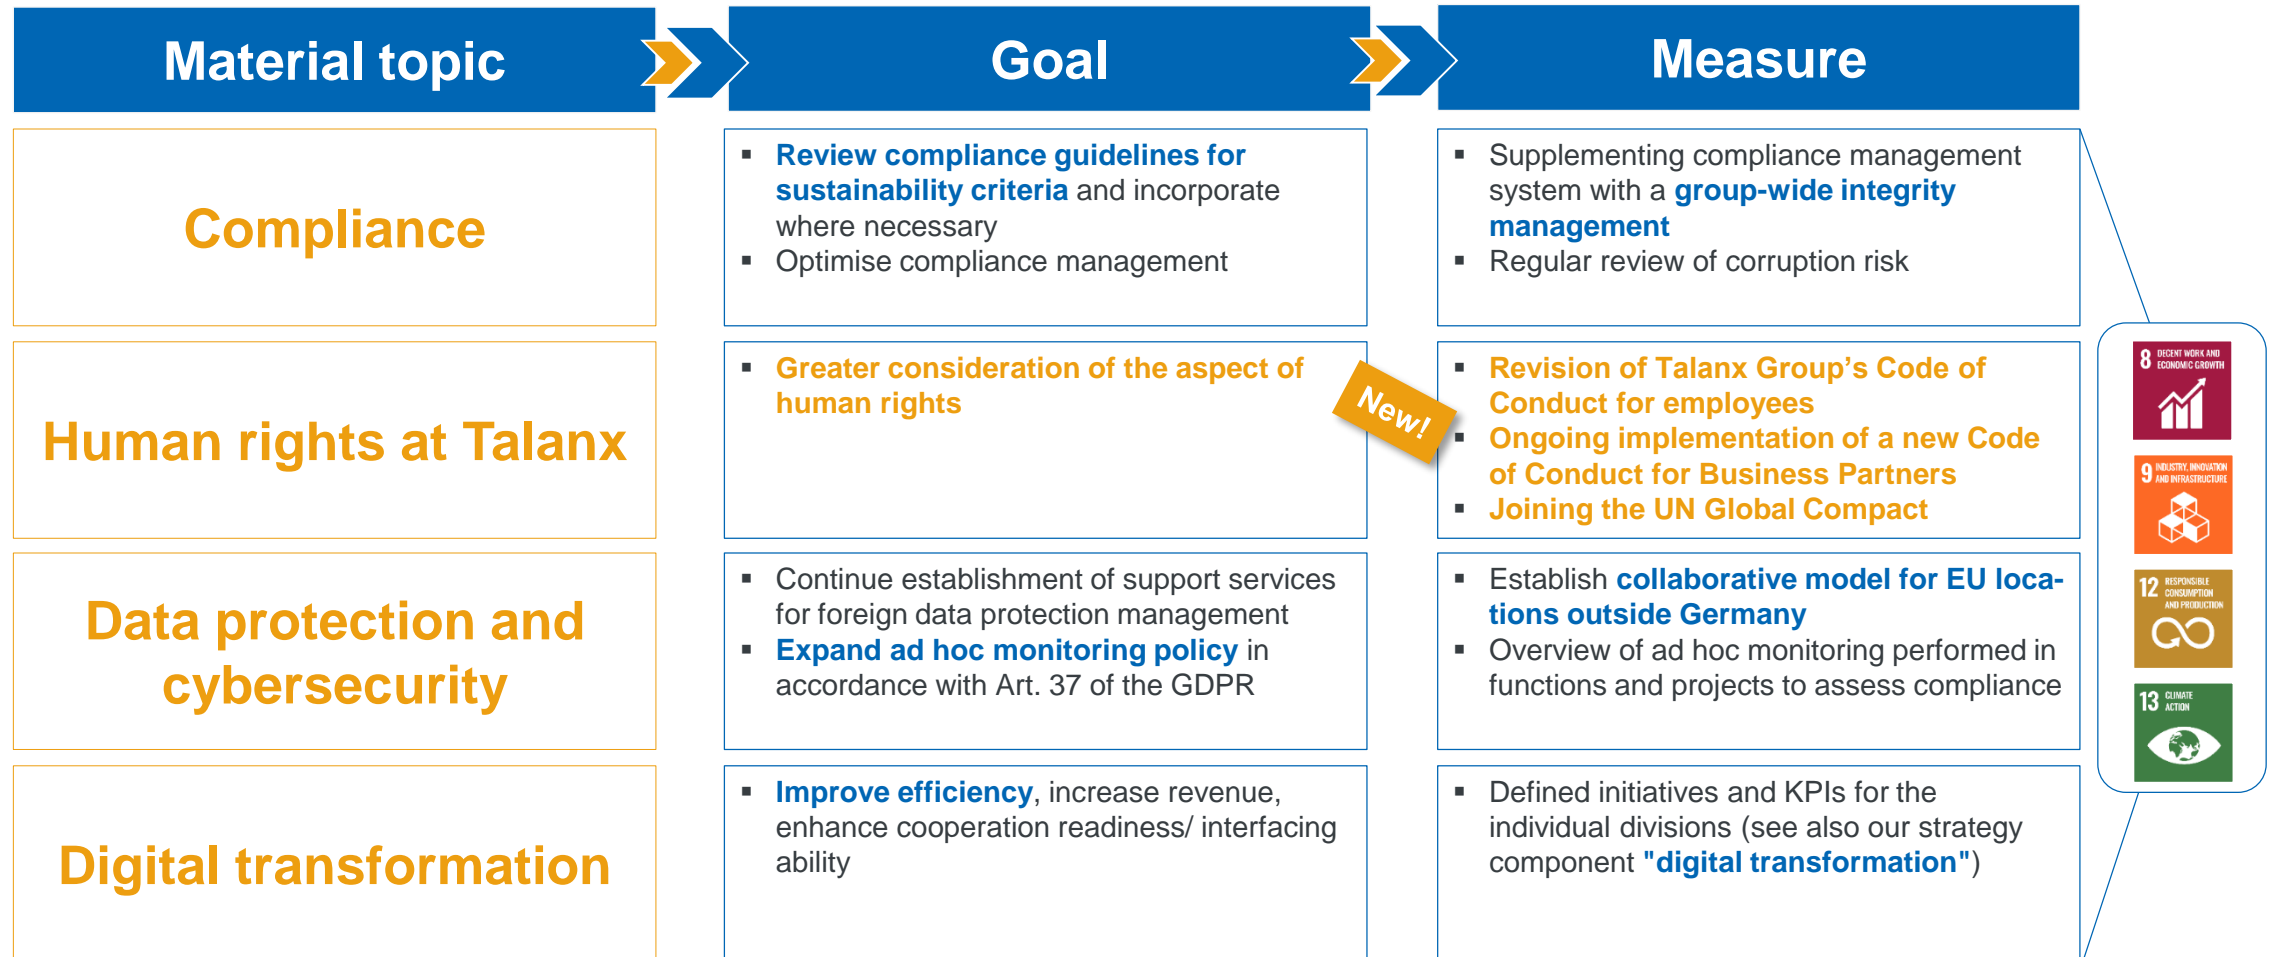 Material topic
Goal
Measure
Compliance
▪ Review compliance guidelines for
sustainability criteria and incorporate
where necessary
▪ Optimise compliance management
▪ Supplementing compliance management
system with a group-wide integrity
management
▪ Regular review of corruption risk
Human rights at Talanx
▪ Greater consideration of the aspect of
human rights
New!
▪ Revision of Talanx Group’s Code of
Conduct for employees
▪ Ongoing implementation of a new Code
of Conduct for Business Partners
▪ Joining the UN Global Compact
Data protection and
cybersecurity
▪ Continue establishment of support services
for foreign data protection management
▪ Expand ad hoc monitoring policy in
accordance with Art. 37 of the GDPR
▪ Establish collaborative model for EU loca-
tions outside Germany
▪ Overview of ad hoc monitoring performed in
functions and projects to assess compliance
Digital transformation
▪ Improve efficiency, increase revenue,
enhance cooperation readiness/ interfacing
ability
▪ Defined initiatives and KPIs for the
individual divisions (see also our strategy
component "digital transformation")
8 DECENT WORK AND
ECONOMIC GROWTH
9 INDUSTRY, INNOVATION
AND INFRASTRUCTURE
12 RESPONSIBLE
CONSUMPTION
AND PRODUCTION
13 CLIMATE
ACTION